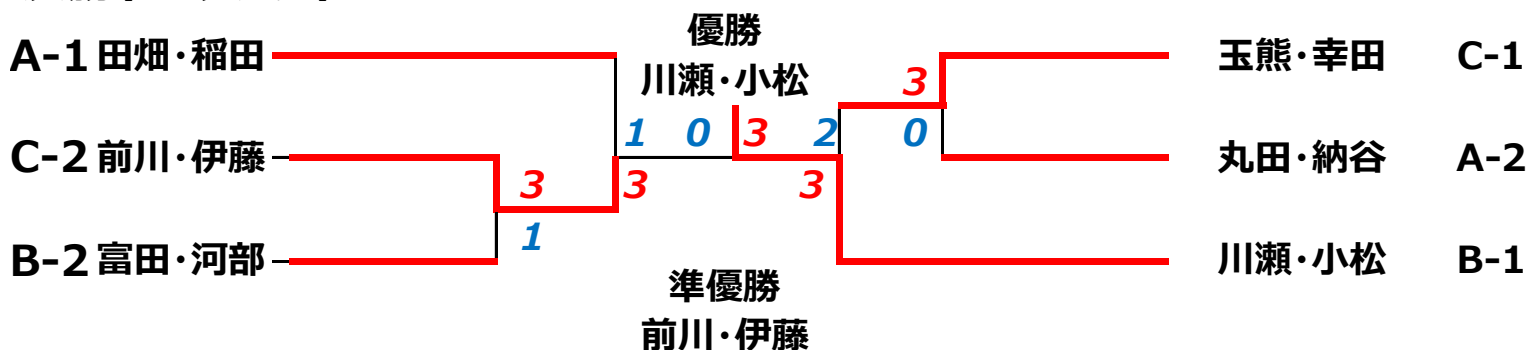 優勝
A-1 田畑・稲田
玉熊・幸田 C-1
川瀬・小松
3
1 0 3 2 0
C-2 前川・伊藤
丸田・納谷 A-2
3 3 3
1
B-2 富田・河部
川瀬・小松 B-1
準優勝
前川・伊藤